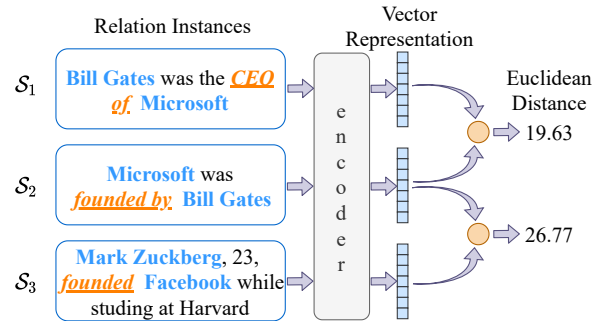 Relation Instances
Vector
Representation
Euclidean
Distance
S1
Bill Gates was the CEO
of Microsoft
S2
Microsoft was
founded by Bill Gates
S3
Mark Zuckberg, 23,
founded Facebook while
studing at Harvard
encoder
19.63
26.77